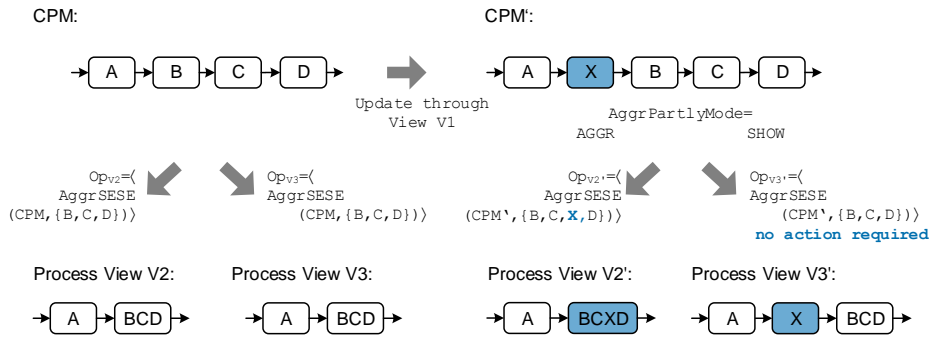 CPM:
CPM‘:
A B C D
A X B C D
Update through
View V1
AggrPartlyMode=
AGGR SHOW
OpV2=⟨
AggrSESE
(CPM,{B,C,D})⟩
OpV3=⟨
AggrSESE
(CPM,{B,C,D})⟩
OpV2'=⟨
AggrSESE
(CPM‘,{B,C,X,D})⟩
OpV3'=⟨
AggrSESE
(CPM‘,{B,C,D})⟩
no action required
Process View V2:
Process View V3:
Process View V2':
Process View V3':
A BCD
A BCD
A BCXD
A X BCD